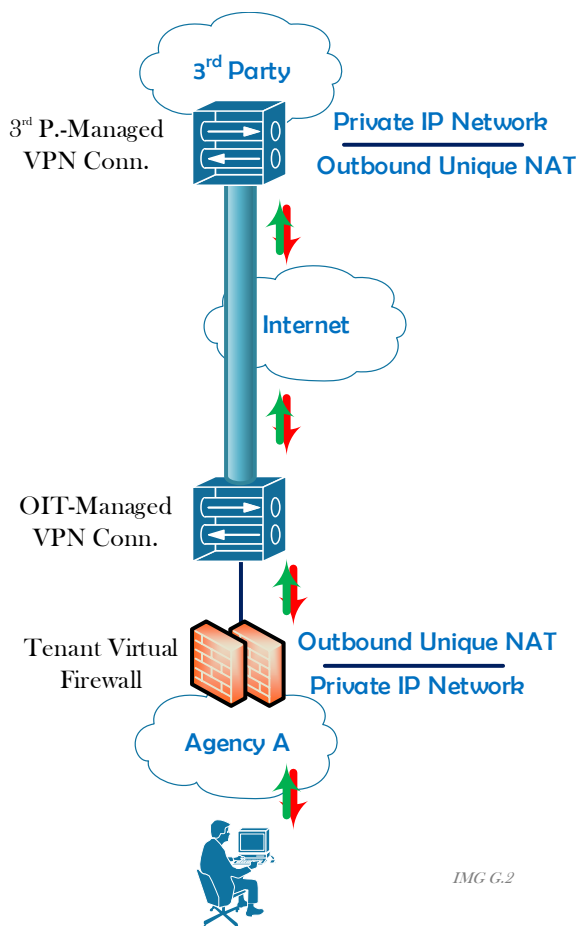 3rd Party
3rd P.-Managed
VPN Conn.
Private IP Network
Outbound Unique NAT
Internet
OIT-Managed
VPN Conn.
Tenant Virtual
Firewall
Outbound Unique NAT
Private IP Network
Agency A
IMG G.2